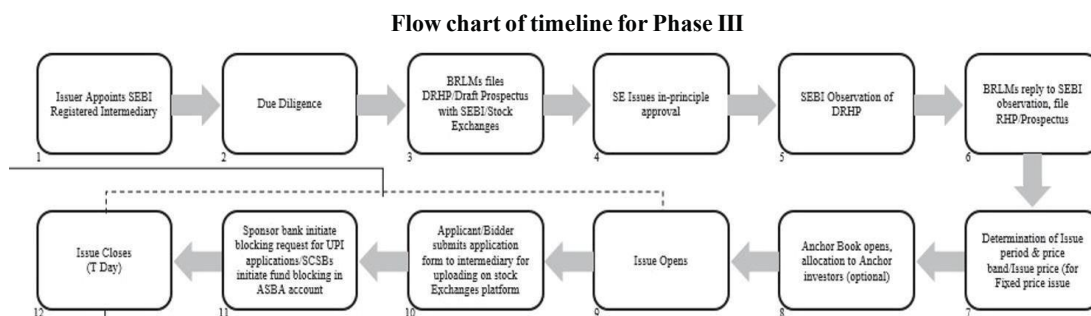 Flow chart of timeline for Phase III
Issuer Appoints SEBI
Registered Intermediary
1
Due Diligence
2
BRLMs files
DRHP/Draft Prospectus
with SEBI/Stock
Exchanges
3
SE Issues in-principle
approval
4
SEBI Observation of
DRHP
5
BRLMs reply to SEBI
observation, file
RHP/Prospectus
6
Determination of Issue
period & price
band/Issue price (for
Fixed price issue
7
Anchor Book opens,
allocation to Anchor
investors (optional)
8
Issue Opens
9
Applicant/Bidder
submits application
form to intermediary for
uploading on stock
Exchanges platform
10
Sponsor bank initiate
blocking request for UPI
applications/SCSBs
initiate fund blocking in
ASBA account
11
Issue Closes
(T Day)
12